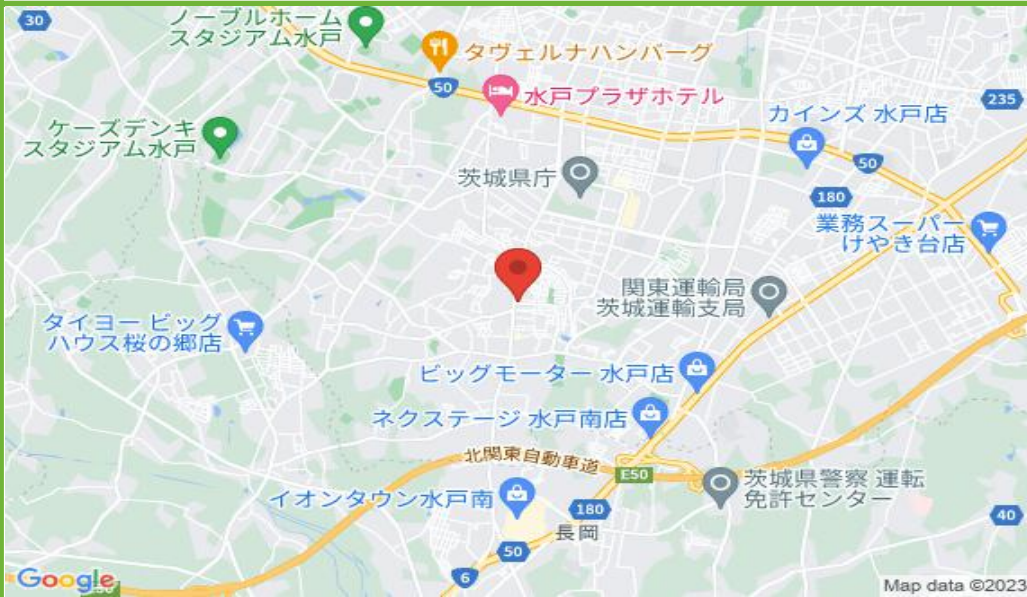 30
ノーブルホーム
スタジアム水戸
タヴェルナハンバーグ
50
水戸プラザホテル
235
カインズ 水戸店
ケーズデンキ
スタジアム水戸
50
茨城県庁
180
業務スーパー
けやき台店
関東運輸局
茨城運輸支局
タイヨー ビッグ
ハウス桜の郷店
ビッグモーター 水戸店
ネクステージ 水戸南店
北関東自動車道
E50
茨城県警察 運転
免許センター
イオンタウン水戸南
180
長岡
40
50
6
Google
Map data ©2023